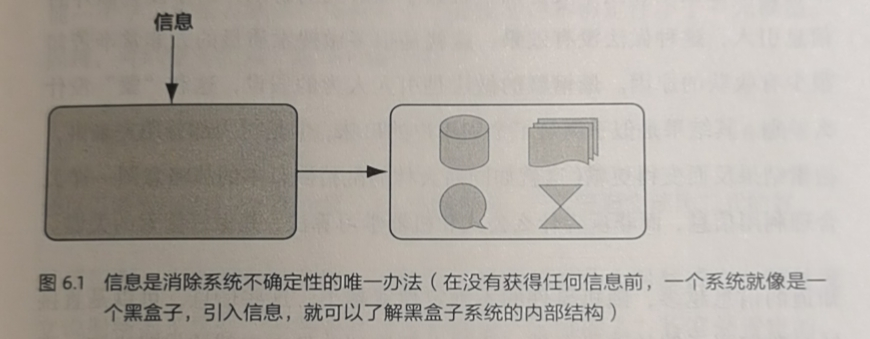 信息
图 6.1 信息是消除系统不确定性的唯一办法（在没有获得任何信息前，一个系统就像是一
个黑盒子，引入信息，就可以了解黑盒子系统的内部结构）